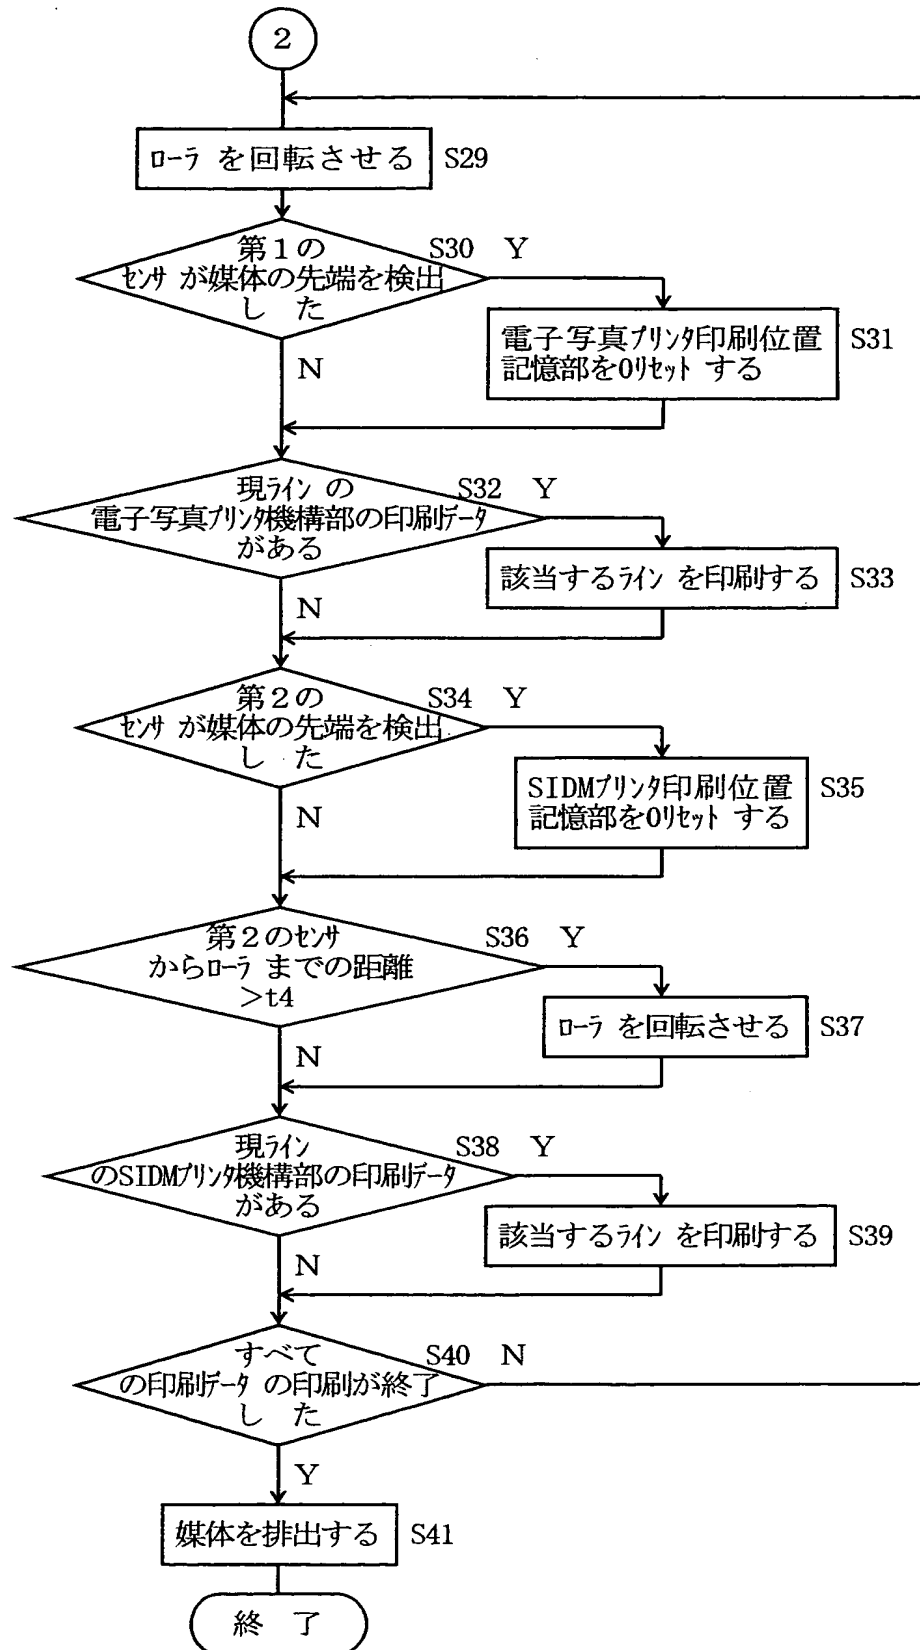 2
ﾛｰﾗ を回転させる S29
第１の
ｾﾝｻ が媒体の先端を検出
し た
S30 Y
N
電子写真ﾌﾟﾘﾝﾀ印刷位置
記憶部を0ﾘｾｯﾄ する
S31
現ﾗｲﾝ の
電子写真ﾌﾟﾘﾝﾀ機構部の印刷ﾃﾞｰﾀ
がある
S32 Y
N
該当するﾗｲﾝ を印刷する S33
第２の
ｾﾝｻ が媒体の先端を検出
し た
S34 Y
N
SIDMﾌﾟﾘﾝﾀ印刷位置
記憶部を0ﾘｾｯﾄ する
S35
第２のｾﾝｻ
からﾛｰﾗ までの距離
>t4
S36 Y
N
ﾛｰﾗ を回転させる S37
現ﾗｲﾝ
のSIDMﾌﾟﾘﾝﾀ機構部の印刷ﾃﾞｰﾀ
がある
S38 Y
N
該当するﾗｲﾝ を印刷する S39
すべて
の印刷ﾃﾞｰﾀ の印刷が終了
し た
S40 N
Y
媒体を排出する S41
終 了